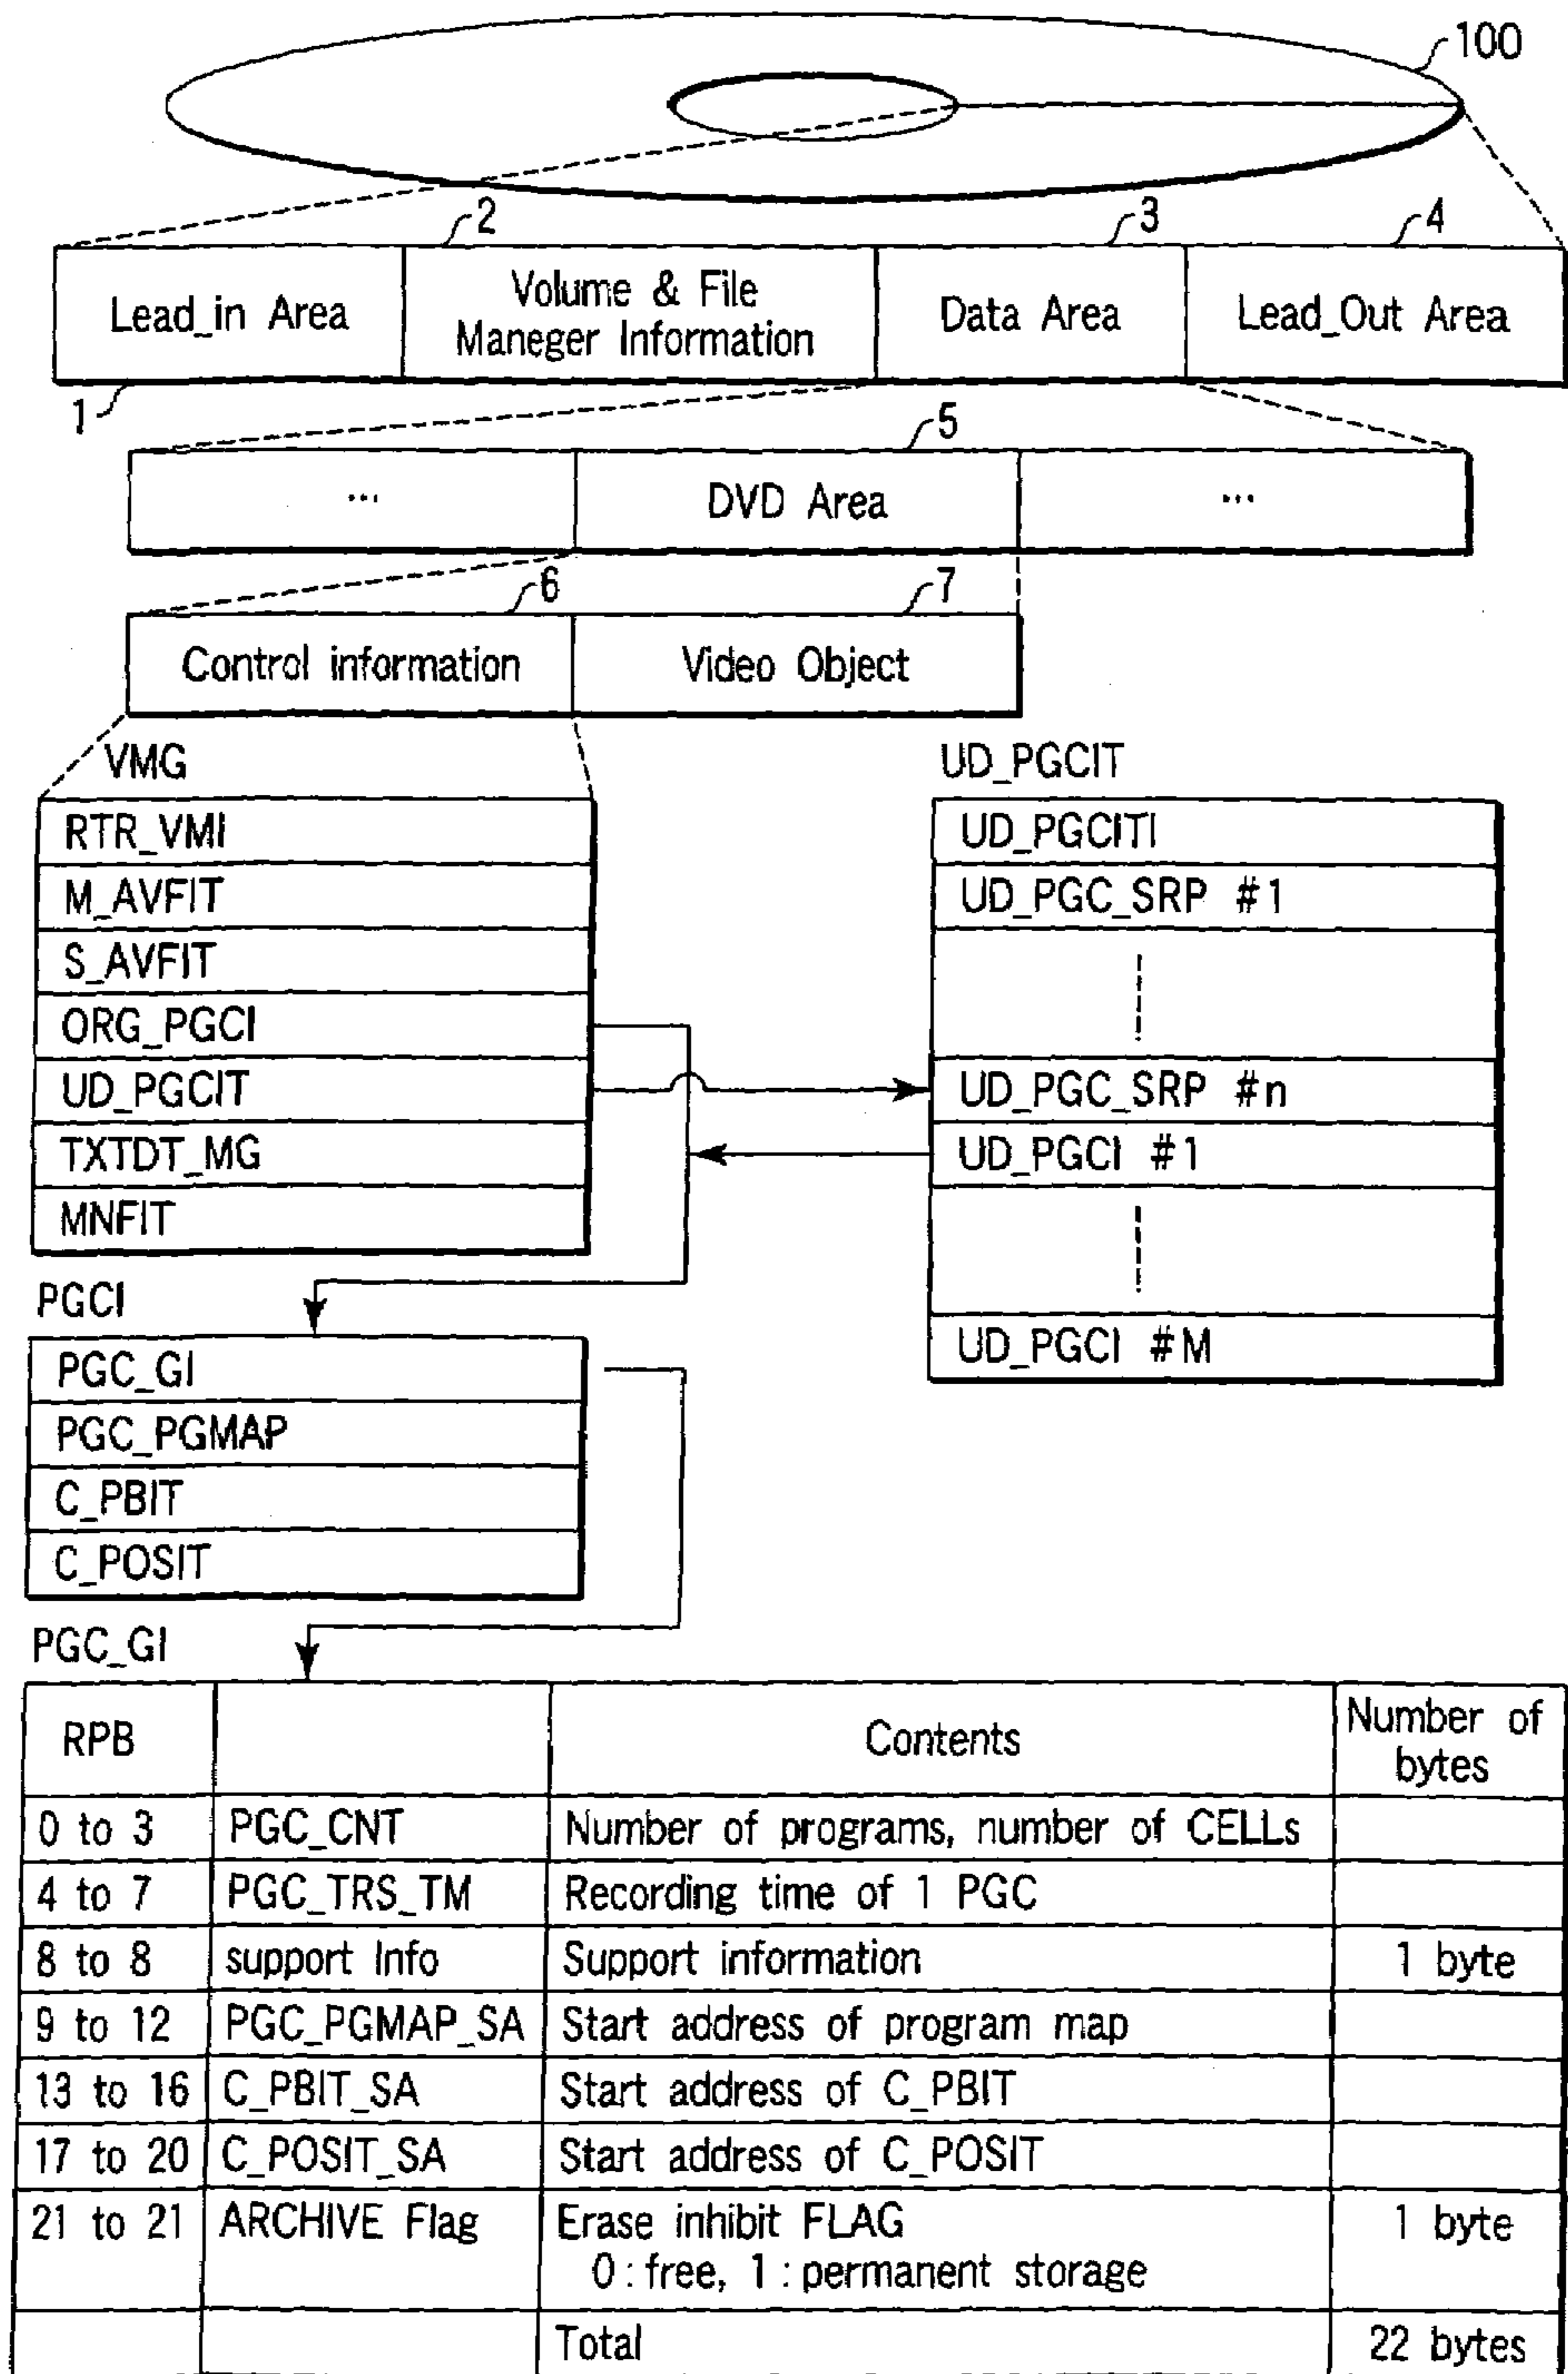 100
2
3
4
Lead_in Area
Volume & File
Maneger Information
Data Area
Lead_Out Area
1
5
...
DVD Area
...
6
7
Control information
Video Object
VMG
RTR_VMI
M_AVFIT
S_AVFIT
ORG_PGCI
UD_PGCIT
TXTDT_MG
MNFIT
UD_PGCIT
UD_PGCITI
UD_PGC_SRP #1
UD_PGC_SRP #n
UD_PGCI #1
UD_PGCI #M
PGCI
PGC_GI
PGC_PGMAP
C_PBIT
C_POSIT
PGC_GI
RPB Contents Number of
bytes
0 to 3 PGC_CNT Number of programs, number of CELLs
4 to 7 PGC_TRS_TM Recording time of 1 PGC
8 to 8 support Info Support information 1 byte
9 to 12 PGC_PGMAP_SA Start address of program map
13 to 16 C_PBIT_SA Start address of C_PBIT
17 to 20 C_POSIT_SA Start address of C_POSIT
21 to 21 ARCHIVE Flag Erase inhibit FLAG 1 byte
0 : free, 1 : permanent storage
Total 22 bytes